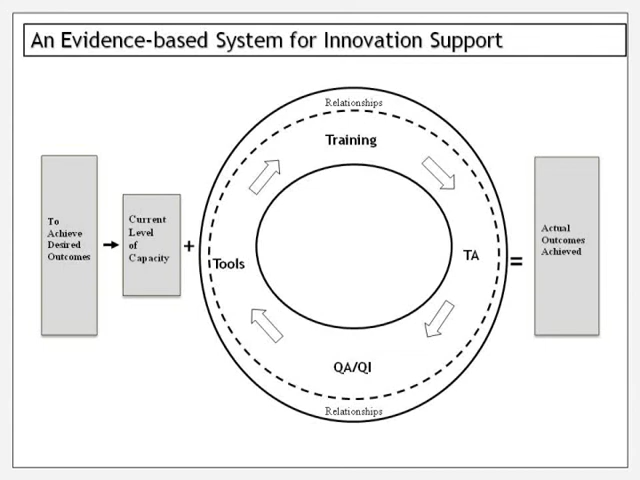 An Evidence-based System for Innovation Support
Relationships
Training
To
Achieve
Desired
Outcomes
Current
Level
of
Capacity
+
Tools
TA
=
Actual
Outcomes
Achieved
QA/QI
Relationships